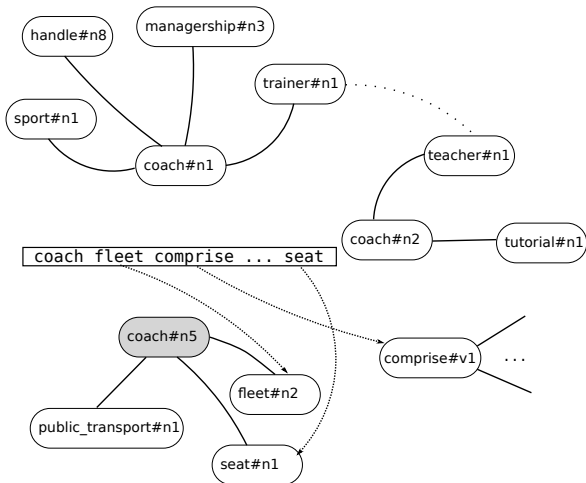 managership#n3
handle#n8
trainer#n1
sport#n1
teacher#n1
coach#n1
coach#n2
tutorial#n1
coach fleet comprise ... seat
coach#n5
comprise#v1
...
fleet#n2
public_transport#n1
seat#n1